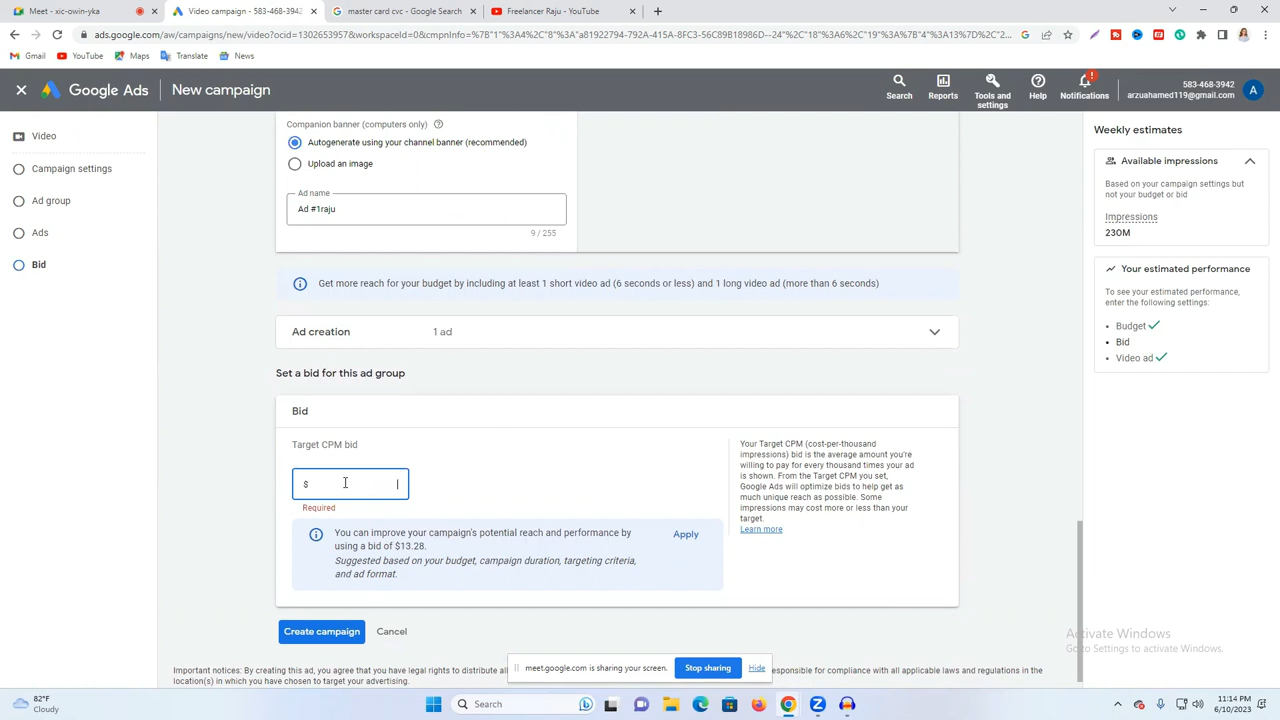 Meet - xic-owin-yka
Video campaign - 583-468-3942
master card cvc - Google Search
Freelancer Raju - YouTube
ads.google.com/aw/campaigns/new/video?ocid=1302653957&workspaceId=0&cmpnInfo=%7B"1"%3A4%2C"8"%3A"a81922794-792A-415A-8FC3-56C89B18986D--24"%2C"18"%3A6%2C"19"%3A%7B"4"%3A13%7D%2C"2...
Gmail
YouTube
Maps
Translate
News
Google Ads
New campaign
Search
Reports
Tools and settings
Help
Notifications
583-468-3942
arzuahamed119@gmail.com
A
Video
Campaign settings
Ad group
Ads
Bid
Companion banner (computers only)
Autogenerate using your channel banner (recommended)
Upload an image
Ad name
Ad #1raju
9 / 255
Get more reach for your budget by including at least 1 short video ad (6 seconds or less) and 1 long video ad (more than 6 seconds)
Ad creation 1 ad
Set a bid for this ad group
Bid
Target CPM bid
$
Required
You can improve your campaign's potential reach and performance by
using a bid of $13.28.
Suggested based on your budget, campaign duration, targeting criteria,
and ad format.
Apply
Your Target CPM (cost-per-thousand
impressions) bid is the average amount you're
willing to pay for every thousand times your ad
is shown. From the Target CPM you set,
Google Ads will optimize bids to help get as
much unique reach as possible. Some
impressions may cost more or less than your
target.
Learn more
Create campaign
Cancel
Weekly estimates
Available impressions
Based on your campaign settings but
not your budget or bid
Impressions
230M
Your estimated performance
To see your estimated performance,
enter the following settings:
• Budget
• Bid
• Video ad
Activate Windows
Go to Settings to activate Windows.
Important notices: By creating this ad, you agree that you have legal rights to distribute all
responsible for compliance with all applicable laws and regulations in the
location(s) in which you have chosen to target your advertising.
meet.google.com is sharing your screen.
Stop sharing
Hide
82°F
Cloudy
Search
11:14 PM
6/10/2023